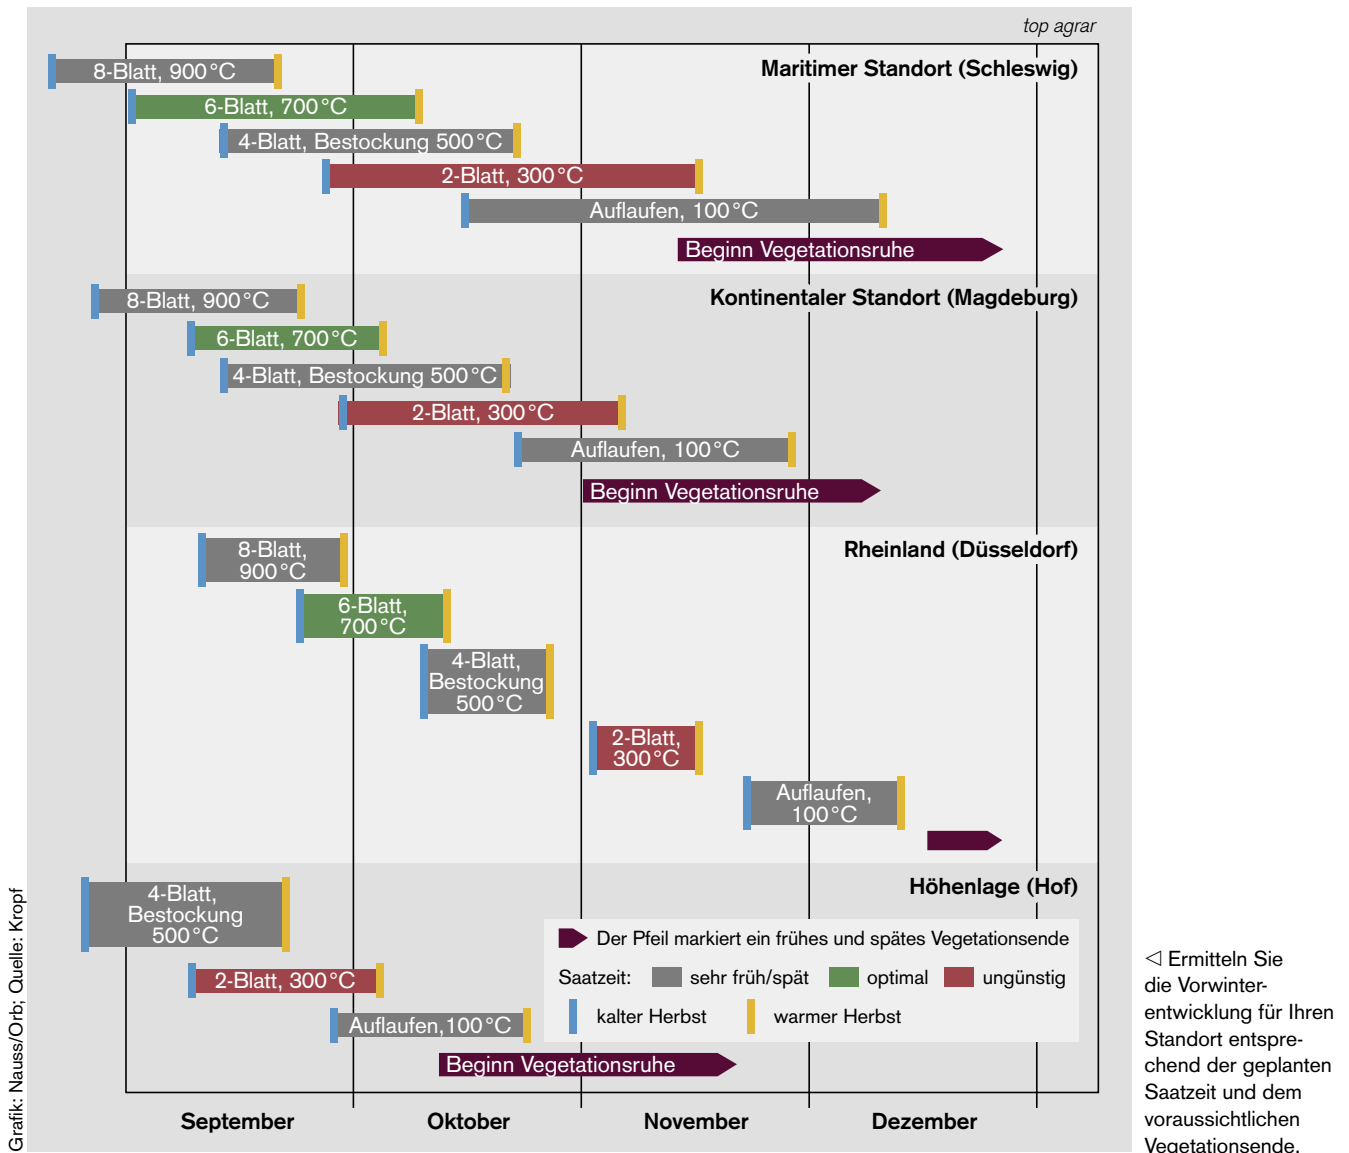 top agrar
Maritimer Standort (Schleswig)
8-Blatt, 900°C
6-Blatt, 700°C
4-Blatt, Bestockung 500°C
2-Blatt, 300°C
Auflaufen, 100°C
Beginn Vegetationsruhe
Kontinentaler Standort (Magdeburg)
8-Blatt, 900°C
6-Blatt, 700°C
4-Blatt, Bestockung 500°C
2-Blatt, 300°C
Auflaufen, 100°C
Beginn Vegetationsruhe
Rheinland (Düsseldorf)
8-Blatt,
900°C
6-Blatt,
700°C
4-Blatt,
Bestockung
500°C
2-Blatt,
300°C
Auflaufen,
100°C
Höhenlage (Hof)
4-Blatt,
Bestockung
500°C
2-Blatt, 300°C
Auflaufen,100°C
Beginn Vegetationsruhe
Der Pfeil markiert ein frühes und spätes Vegetationsende
Saatzeit: sehr früh/spät optimal ungünstig
kalter Herbst warmer Herbst
September Oktober November Dezember
Grafik: Nauss/Orb; Quelle: Kropf
◁ Ermitteln Sie
die Vorwinter-
entwicklung für Ihren
Standort entspre-
chend der geplanten
Saatzeit und dem
voraussichtlichen
Vegetationsende.